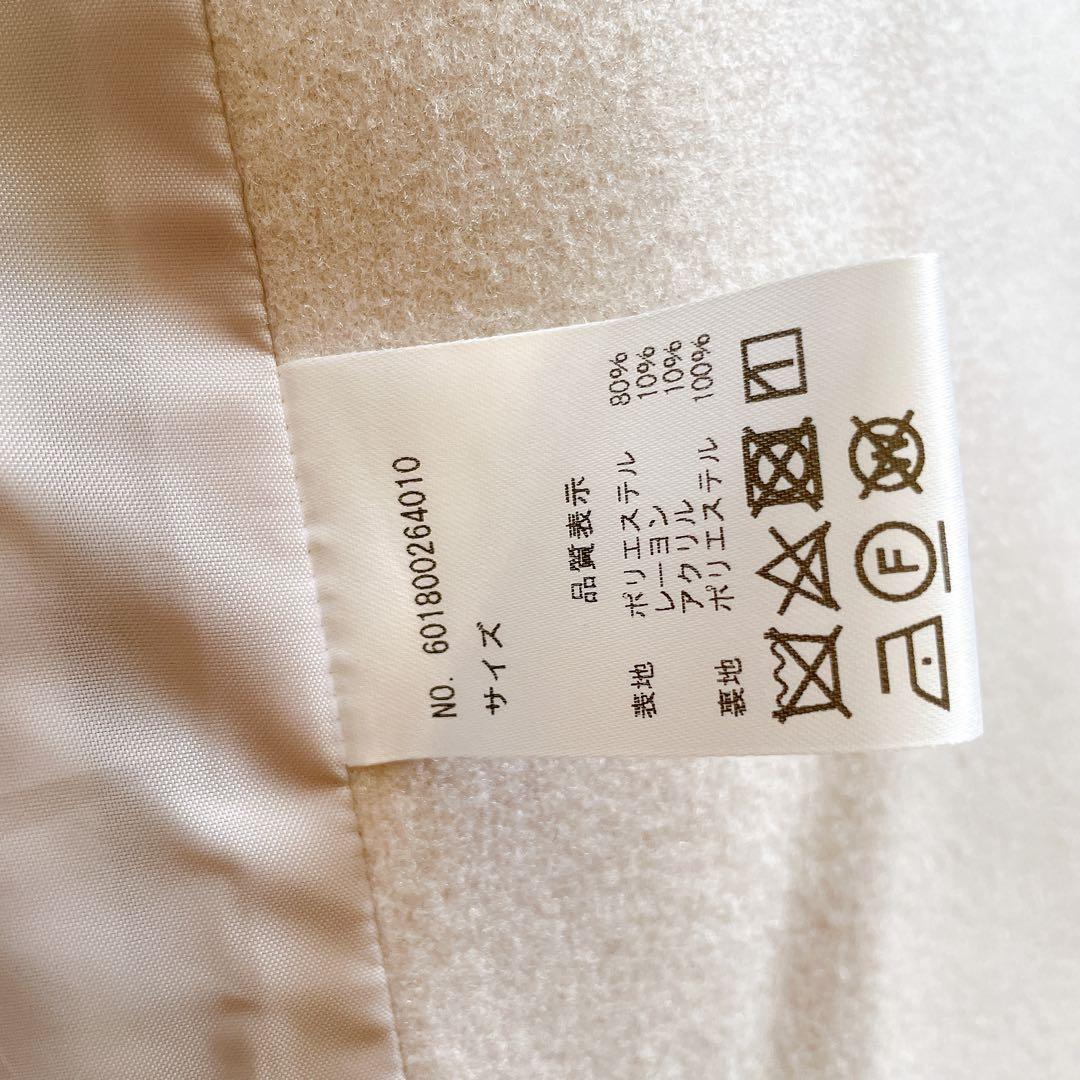 NO. 601800264010
サイズ
品質表示
表地 ポリエステル 80%
レーヨン 10%
アクリル 10%
裏地 ポリエステル 100%
F W